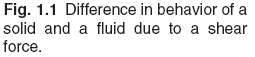 Fig. 1.1 Difference in behavior of a
solid and a fluid due to a shear
force.